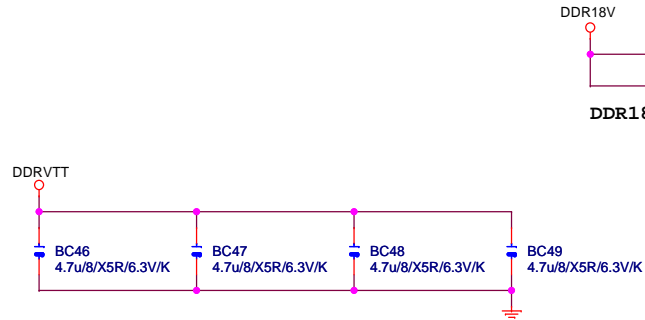 DDR18V
DDR18
DDRVTT
BC46
4.7u/8/X5R/6.3V/K
BC47
4.7u/8/X5R/6.3V/K
BC48
4.7u/8/X5R/6.3V/K
BC49
4.7u/8/X5R/6.3V/K